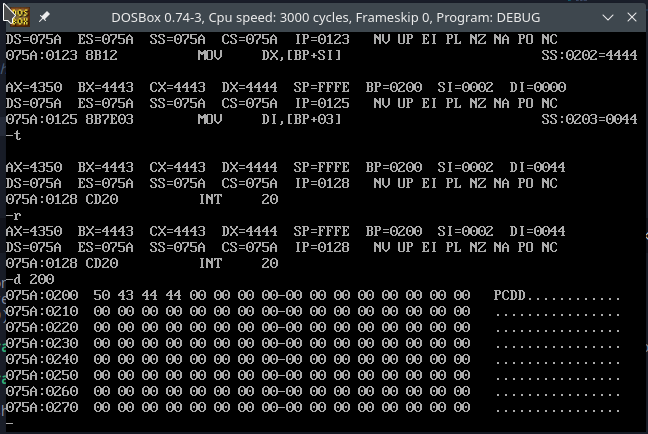 DOSBox 0.74-3, Cpu speed: 3000 cycles, Frameskip 0, Program: DEBUG
DS=075A ES=075A SS=075A CS=075A IP=0123 NV UP EI PL NZ NA PO NC
075A:0123 8B12 MOV DX,[BP+SI] SS:0202=4444
AX=4350 BX=4443 CX=4443 DX=4444 SP=FFFE BP=0200 SI=0002 DI=0000
DS=075A ES=075A SS=075A CS=075A IP=0125 NV UP EI PL NZ NA PO NC
075A:0125 8B7E03 MOV DI,[BP+03] SS:0203=0044
-t
AX=4350 BX=4443 CX=4443 DX=4444 SP=FFFE BP=0200 SI=0002 DI=0044
DS=075A ES=075A SS=075A CS=075A IP=0128 NV UP EI PL NZ NA PO NC
075A:0128 CD20 INT 20
-r
AX=4350 BX=4443 CX=4443 DX=4444 SP=FFFE BP=0200 SI=0002 DI=0044
DS=075A ES=075A SS=075A CS=075A IP=0128 NV UP EI PL NZ NA PO NC
075A:0128 CD20 INT 20
-d 200
075A:0200 50 43 44 44 00 00 00 00-00 00 00 00 00 00 00 00 PCDD............
075A:0210 00 00 00 00 00 00 00 00-00 00 00 00 00 00 00 00 ................
075A:0220 00 00 00 00 00 00 00 00-00 00 00 00 00 00 00 00 ................
075A:0230 00 00 00 00 00 00 00 00-00 00 00 00 00 00 00 00 ................
075A:0240 00 00 00 00 00 00 00 00-00 00 00 00 00 00 00 00 ................
075A:0250 00 00 00 00 00 00 00 00-00 00 00 00 00 00 00 00 ................
075A:0260 00 00 00 00 00 00 00 00-00 00 00 00 00 00 00 00 ................
075A:0270 00 00 00 00 00 00 00 00-00 00 00 00 00 00 00 00 ................
-